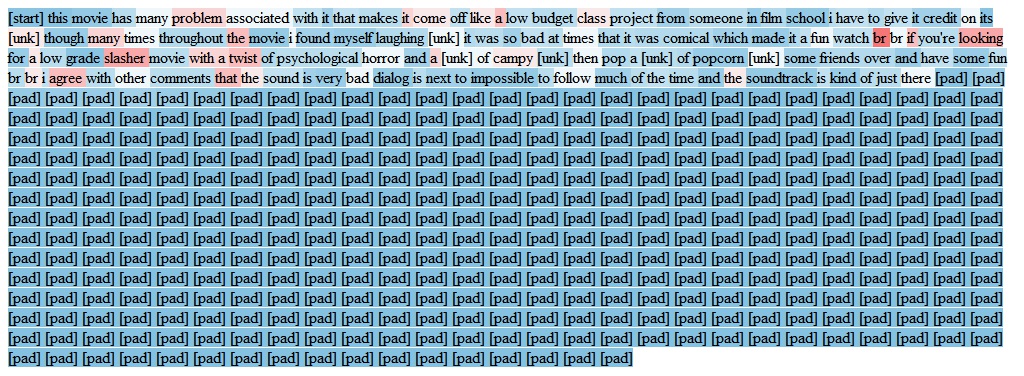 [start] this movie has many problem associated with it that makes it come off like a low budget class project from someone in film school i have to give it credit on its
[unk] though many times throughout the movie i found myself laughing [unk] it was so bad at times that it was comical which made it a fun watch br br if you're looking
for a low grade slasher movie with a twist of psychological horror and a [unk] of campy [unk] then pop a [unk] of popcorn [unk] some friends over and have some fun
br br i agree with other comments that the sound is very bad dialog is next to impossible to follow much of the time and the soundtrack is kind of just there [pad] [pad]
[pad] [pad] [pad] [pad] [pad] [pad] [pad] [pad] [pad] [pad] [pad] [pad] [pad] [pad] [pad] [pad] [pad] [pad] [pad] [pad] [pad] [pad] [pad] [pad] [pad] [pad] [pad]
[pad] [pad] [pad] [pad] [pad] [pad] [pad] [pad] [pad] [pad] [pad] [pad] [pad] [pad] [pad] [pad] [pad] [pad] [pad] [pad] [pad] [pad] [pad] [pad] [pad] [pad] [pad]
[pad] [pad] [pad] [pad] [pad] [pad] [pad] [pad] [pad] [pad] [pad] [pad] [pad] [pad] [pad] [pad] [pad] [pad] [pad] [pad] [pad] [pad] [pad] [pad] [pad] [pad] [pad]
[pad] [pad] [pad] [pad] [pad] [pad] [pad] [pad] [pad] [pad] [pad] [pad] [pad] [pad] [pad] [pad] [pad] [pad] [pad] [pad] [pad] [pad] [pad] [pad] [pad] [pad] [pad]
[pad] [pad] [pad] [pad] [pad] [pad] [pad] [pad] [pad] [pad] [pad] [pad] [pad] [pad] [pad] [pad] [pad] [pad] [pad] [pad] [pad] [pad] [pad] [pad] [pad] [pad] [pad]
[pad] [pad] [pad] [pad] [pad] [pad] [pad] [pad] [pad] [pad] [pad] [pad] [pad] [pad] [pad] [pad] [pad] [pad] [pad] [pad] [pad] [pad] [pad] [pad] [pad] [pad] [pad]
[pad] [pad] [pad] [pad] [pad] [pad] [pad] [pad] [pad] [pad] [pad] [pad] [pad] [pad] [pad] [pad] [pad] [pad] [pad] [pad] [pad] [pad] [pad] [pad] [pad] [pad] [pad]
[pad] [pad] [pad] [pad] [pad] [pad] [pad] [pad] [pad] [pad] [pad] [pad] [pad] [pad] [pad] [pad] [pad] [pad] [pad] [pad] [pad] [pad] [pad] [pad] [pad] [pad] [pad]
[pad] [pad] [pad] [pad] [pad] [pad] [pad] [pad] [pad] [pad] [pad] [pad] [pad] [pad] [pad] [pad] [pad] [pad] [pad] [pad] [pad] [pad] [pad] [pad] [pad] [pad] [pad]
[pad] [pad] [pad] [pad] [pad] [pad] [pad] [pad] [pad] [pad] [pad] [pad] [pad] [pad] [pad] [pad] [pad] [pad] [pad] [pad] [pad] [pad] [pad] [pad] [pad] [pad] [pad]
[pad] [pad] [pad] [pad] [pad] [pad] [pad] [pad] [pad] [pad] [pad] [pad] [pad] [pad] [pad] [pad] [pad] [pad] [pad] [pad] [pad] [pad] [pad] [pad] [pad] [pad] [pad]
[pad] [pad] [pad] [pad] [pad] [pad] [pad] [pad] [pad] [pad] [pad] [pad] [pad] [pad] [pad] [pad] [pad] [pad] [pad] [pad] [pad] [pad] [pad] [pad] [pad] [pad] [pad]
[pad] [pad] [pad] [pad] [pad] [pad] [pad] [pad] [pad] [pad] [pad] [pad] [pad] [pad] [pad] [pad] [pad] [pad] [pad] [pad] [pad] [pad] [pad] [pad] [pad] [pad] [pad]
[pad] [pad] [pad] [pad] [pad] [pad] [pad] [pad] [pad] [pad] [pad] [pad] [pad] [pad] [pad] [pad] [pad]